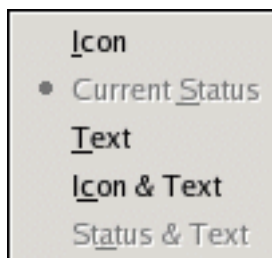 Icon
Current Status
Text
Icon & Text
Status & Text